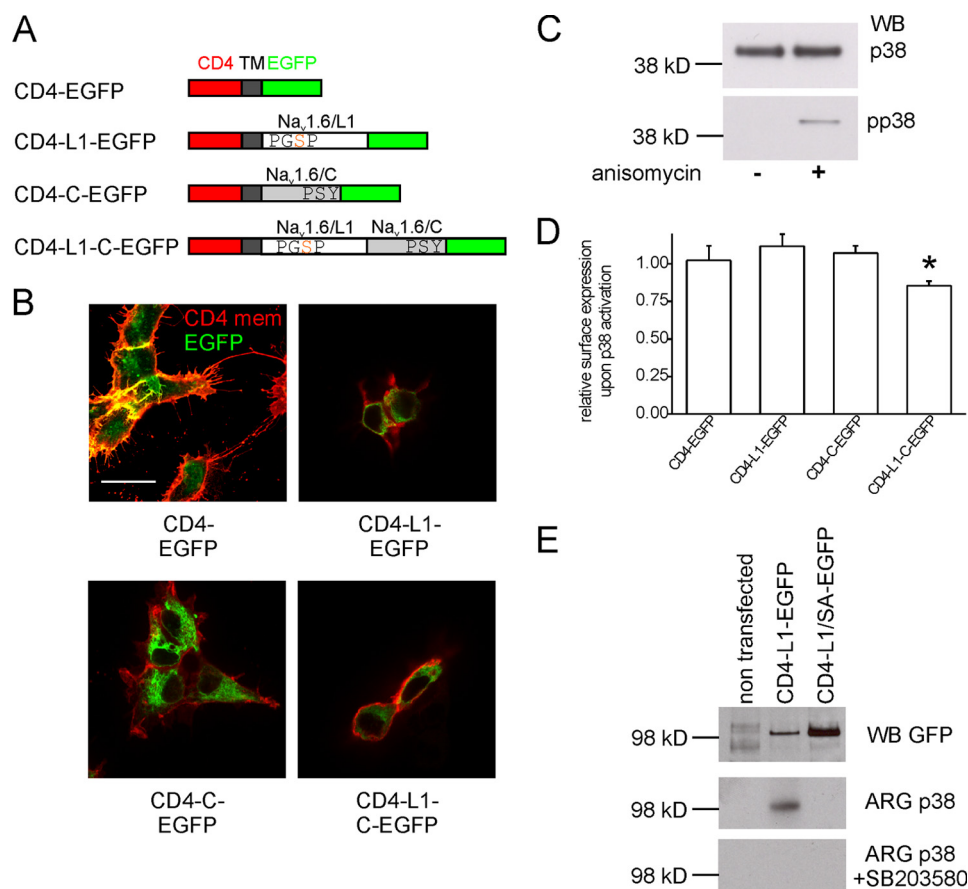 A
CD4 TM EGFP
CD4-EGFP
Nav1.6/L1
CD4-L1-EGFP
PGSP
Nav1.6/C
CD4-C-EGFP
PSY
Nav1.6/L1 Nav1.6/C
CD4-L1-C-EGFP
PGSP PSY
B
CD4 mem
EGFP
CD4-
EGFP
CD4-L1-
EGFP
CD4-C-
EGFP
CD4-L1-
C-EGFP
C
WB
38 kD
p38
38 kD
pp38
anisomycin - +
D
relative surface expression
upon p38 activation
1.00
0.75
0.50
0.25
0.00
*
CD4-EGFP
CD4-L1-EGFP
CD4-C-EGFP
CD4-L1-C-EGFP
E
non transfected
CD4-L1-EGFP
CD4-L1/SA-EGFP
98 kD
WB GFP
98 kD
ARG p38
98 kD
ARG p38
+SB203580